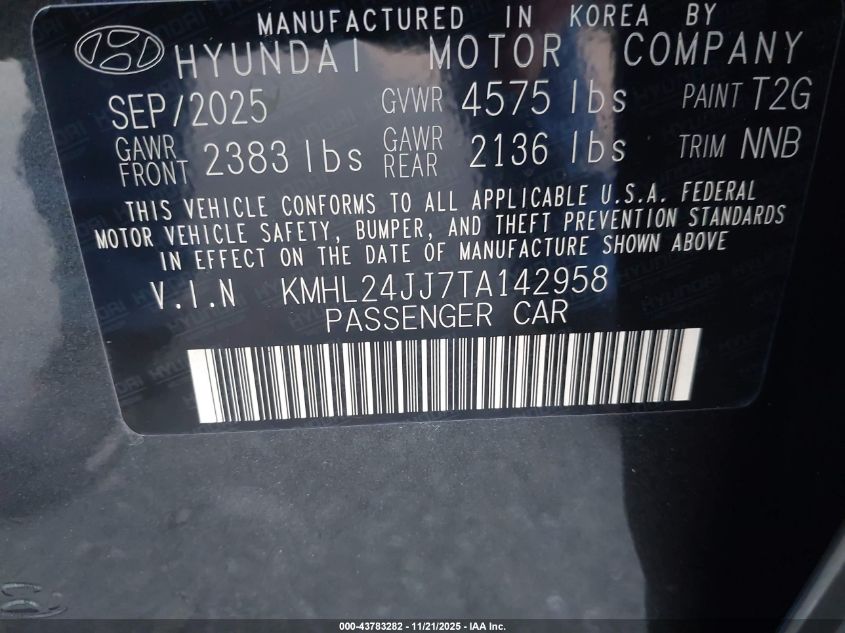 MANUFACTURED IN KOREA BY
HYUNDAI MOTOR COMPANY
SEP/2025 GVWR 4575 lbs PAINT T2G
GAWR FRONT 2383 lbs GAWR REAR 2136 lbs TRIM NNB
THIS VEHICLE CONFORMS TO ALL APPLICABLE U.S.A. FEDERAL
MOTOR VEHICLE SAFETY, BUMPER, AND THEFT PREVENTION STANDARDS
IN EFFECT ON THE DATE OF MANUFACTURE SHOWN ABOVE
V.I.N KMHL24JJ7TA142958
PASSENGER CAR
000-43783282 - 11/21/2025 - IAA Inc.